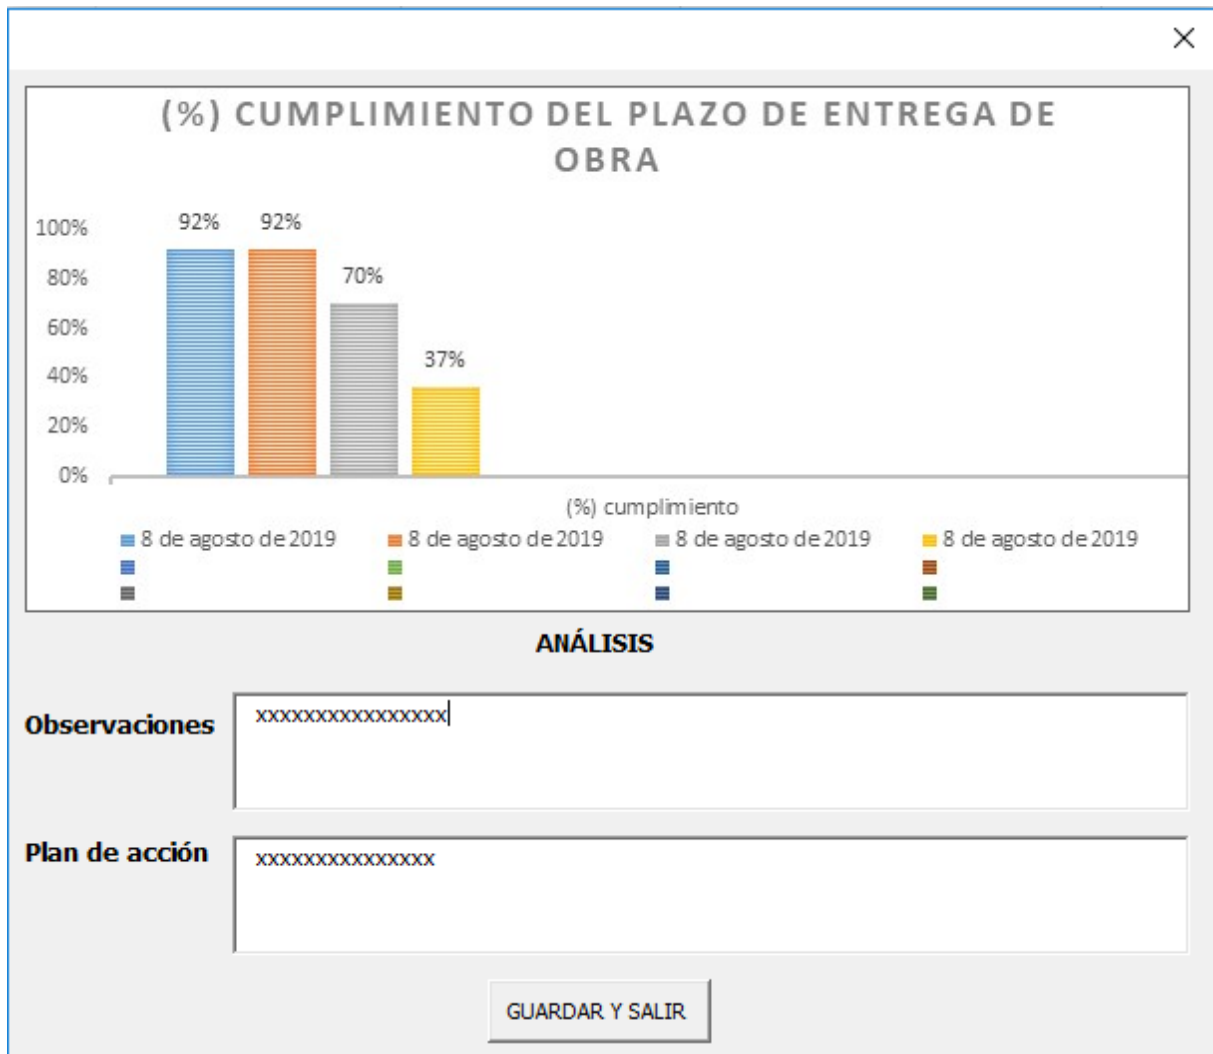 (%) CUMPLIMIENTO DEL PLAZO DE ENTREGA DE
OBRA
100%
80%
60%
40%
20%
0%
92%
92%
70%
37%
(%) cumplimiento
8 de agosto de 2019
8 de agosto de 2019
8 de agosto de 2019
8 de agosto de 2019
ANÁLISIS
Observaciones
xxxxxxxxxxxxxxxx
Plan de acción
xxxxxxxxxxxxxxx
GUARDAR Y SALIR